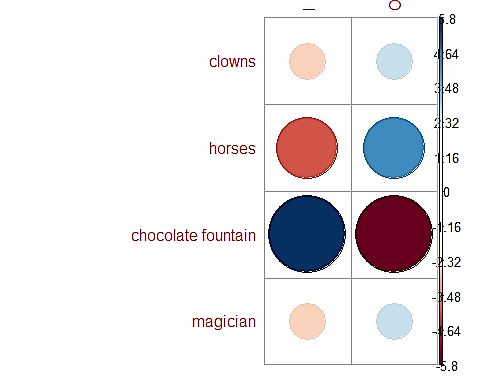 I O
clowns
horses
chocolate fountain
magician
5.8
4.64
3.48
2.32
1.16
0
-1.16
-2.32
-3.48
-4.64
-5.8